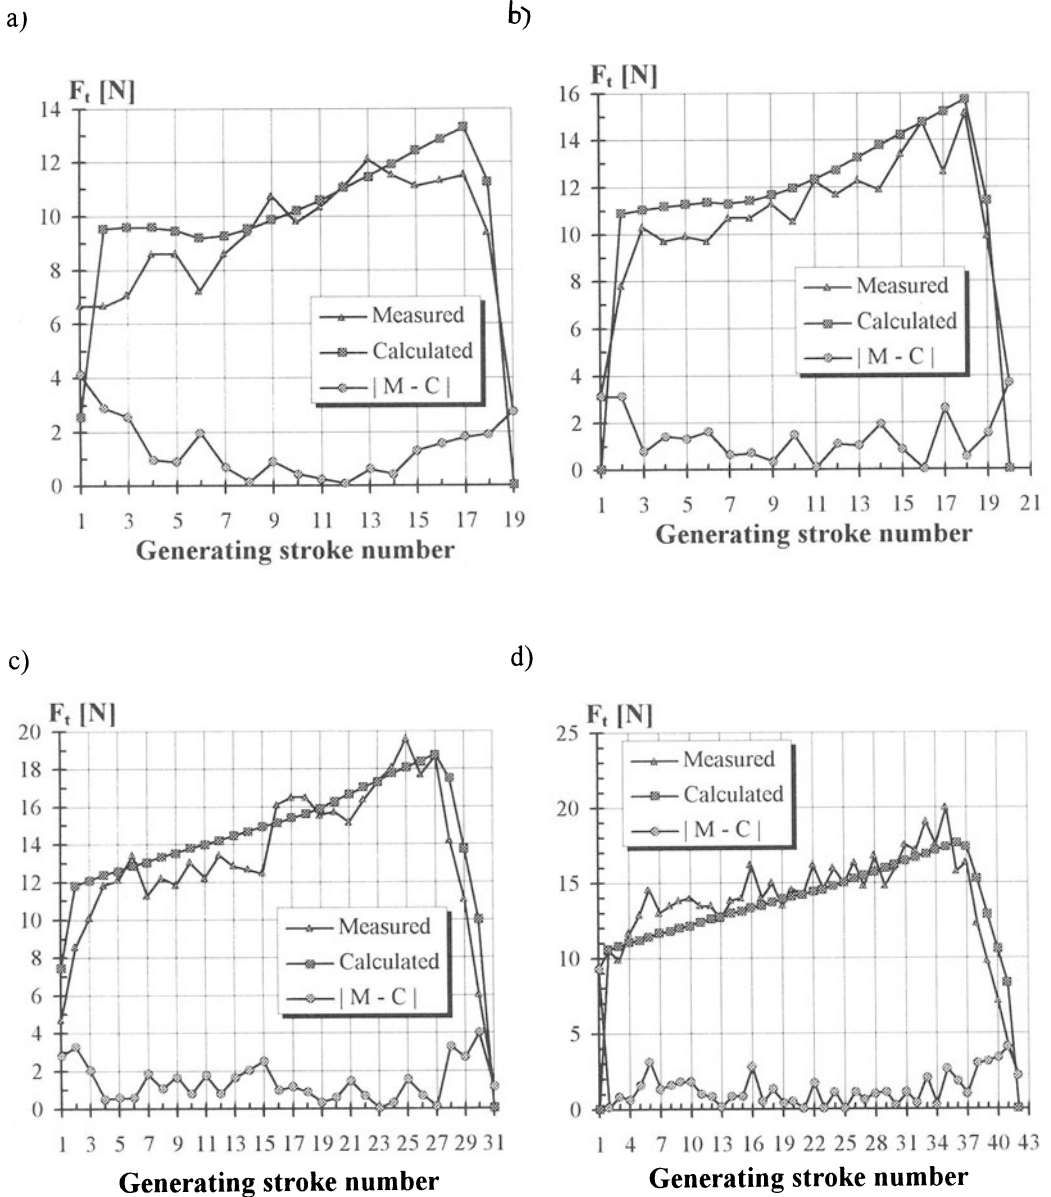 a)
F_t [N]
14
12
10
8
6
4
2
0
Measured
Calculated
| M - C |
1 3 5 7 9 11 13 15 17 19
Generating stroke number
b)
F_t [N]
16
14
12
10
8
6
4
2
0
Measured
Calculated
| M - C |
1 3 5 7 9 11 13 15 17 19 21
Generating stroke number
c)
F_t [N]
20
18
16
14
12
10
8
6
4
2
0
Measured
Calculated
| M - C |
1 3 5 7 9 11 13 15 17 19 21 23 25 27 29 31
Generating stroke number
d)
F_t [N]
25
20
15
10
5
0
Measured
Calculated
| M - C |
1 4 7 10 13 16 19 22 25 28 31 34 37 40 43
Generating stroke number